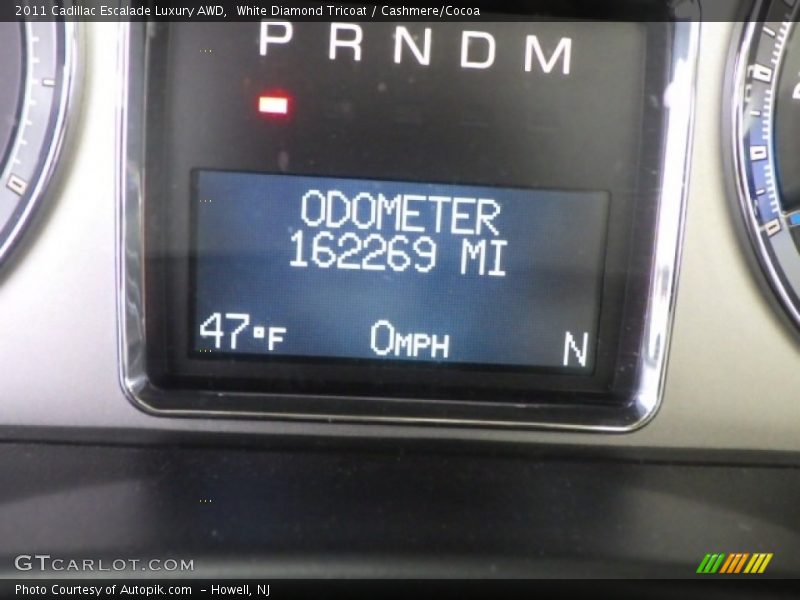 2011 Cadillac Escalade Luxury AWD,  White Diamond Tricoat / Cashmere/Cocoa
P R N D M
ODOMETER
162269 MI
47°F 0MPH N
GTCARLOT.COM
Photo Courtesy of Autopik.com  – Howell, NJ